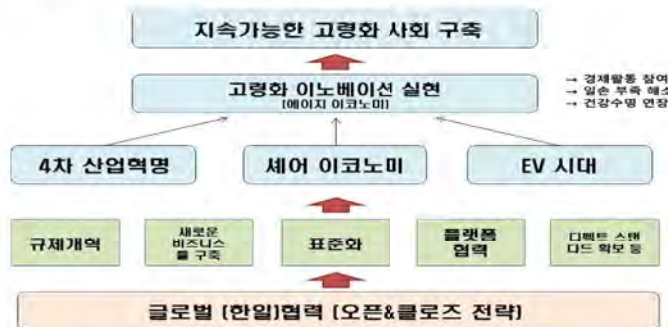 지속가능한 고령화 사회 구축
고령화 이노베이션 실현
[에이지 이코노미]
→ 경제활동 참여
→ 일손 부족 해소
→ 건강수명 연장
4차 산업혁명
셰어 이코노미
EV 시대
규제개혁
새로운
비즈니스
룰 구축
표준화
플랫폼
협력
디펙트 스탠
다드 확보 등
글로벌 [한일]협력 [오픈&클로즈 전략]